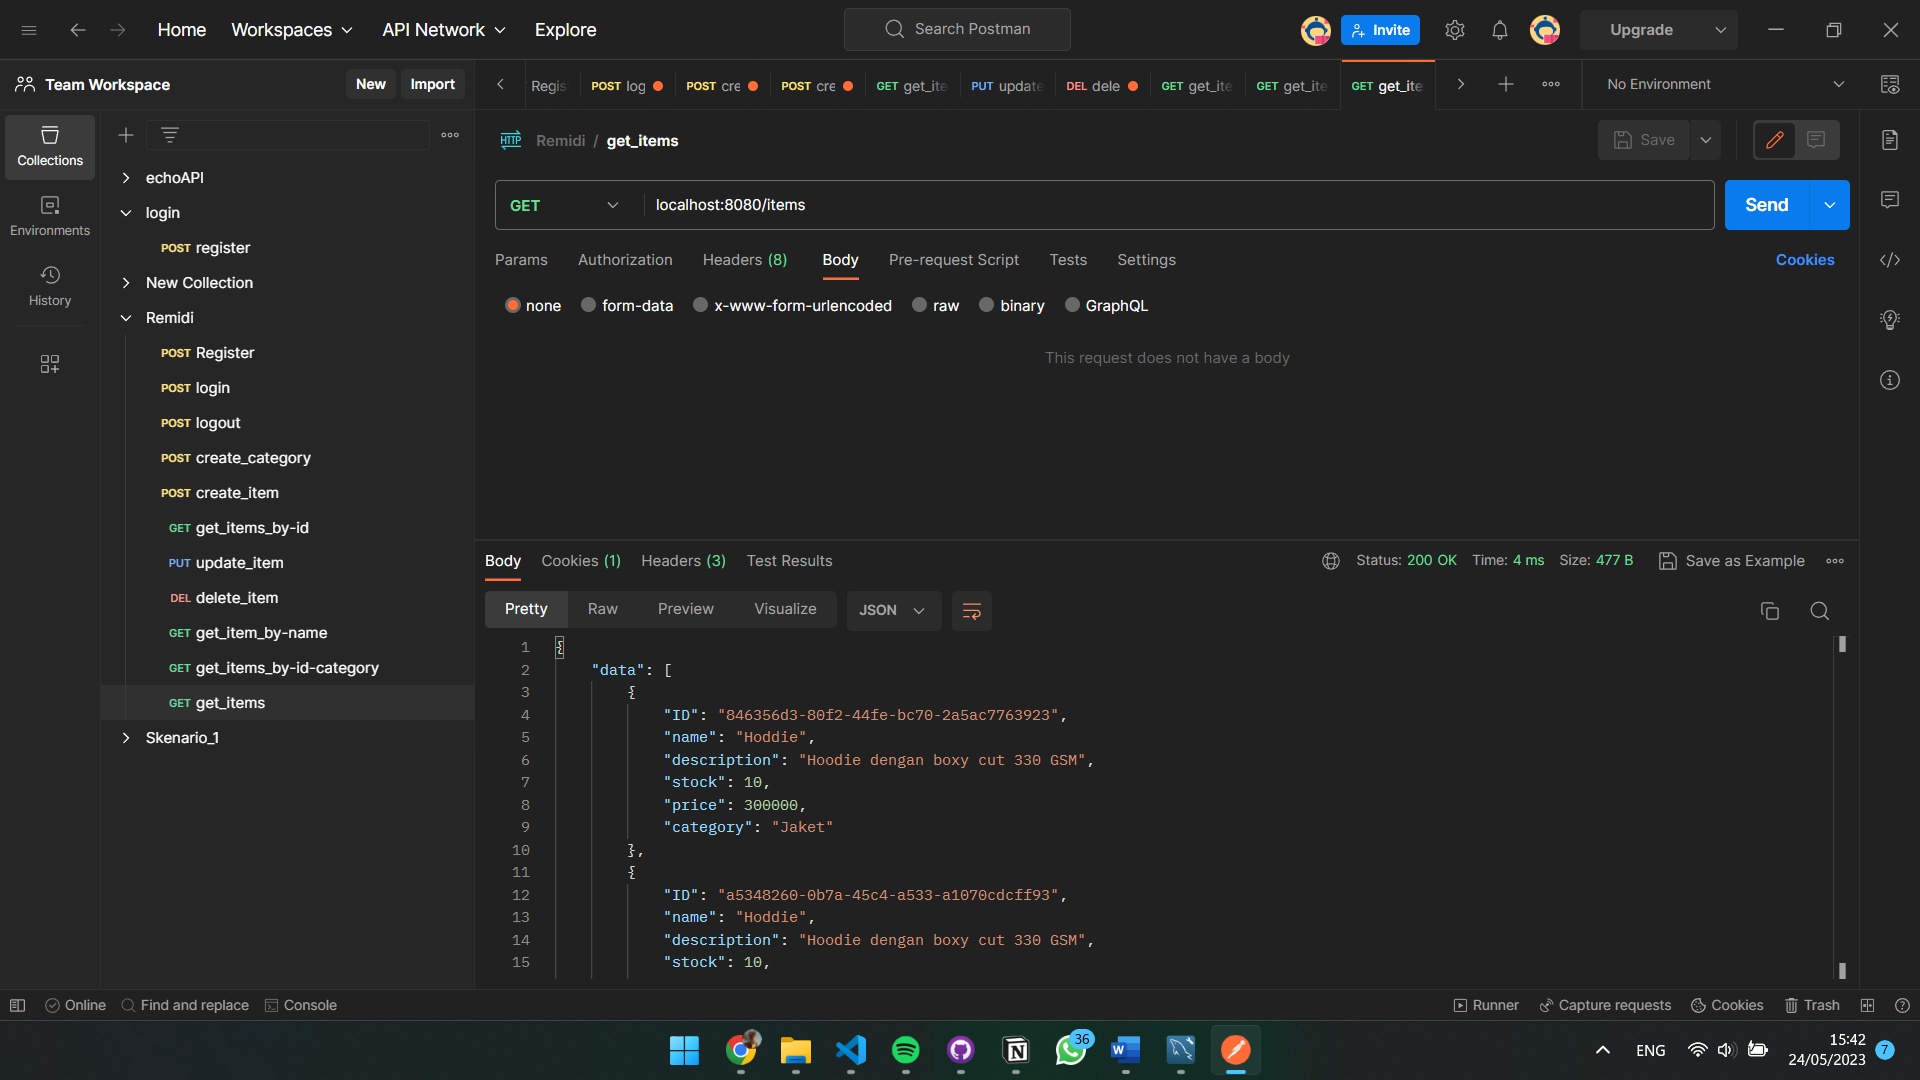 Home Workspaces API Network Explore Search Postman Invite Upgrade
Team Workspace New Import Regis POST log POST cre POST cre GET get_ite PUT update DEL dele GET get_ite GET get_ite GET get_ite No Environment
Collections
Environments
History
echoAPI
login
POST register
New Collection
Remidi
POST Register
POST login
POST logout
POST create_category
POST create_item
GET get_items_by-id
PUT update_item
DEL delete_item
GET get_item_by-name
GET get_items_by-id-category
GET get_items
Skenario_1
HTTP Remidi / get_items Save
GET localhost:8080/items Send
Params Authorization Headers (8) Body Pre-request Script Tests Settings Cookies
none form-data x-www-form-urlencoded raw binary GraphQL
This request does not have a body
Body Cookies (1) Headers (3) Test Results Status: 200 OK Time: 4 ms Size: 477 B Save as Example
Pretty Raw Preview Visualize JSON
1 {
2 "data": [
3 {
4 "ID": "846356d3-80f2-44fe-bc70-2a5ac7763923",
5 "name": "Hoddie",
6 "description": "Hoodie dengan boxy cut 330 GSM",
7 "stock": 10,
8 "price": 300000,
9 "category": "Jaket"
10 },
11 {
12 "ID": "a5348260-0b7a-45c4-a533-a1070cdcff93",
13 "name": "Hoddie",
14 "description": "Hoodie dengan boxy cut 330 GSM",
15 "stock": 10,
Online Find and replace Console Runner Capture requests Cookies Trash
36
ENG 15:42
24/05/2023 7